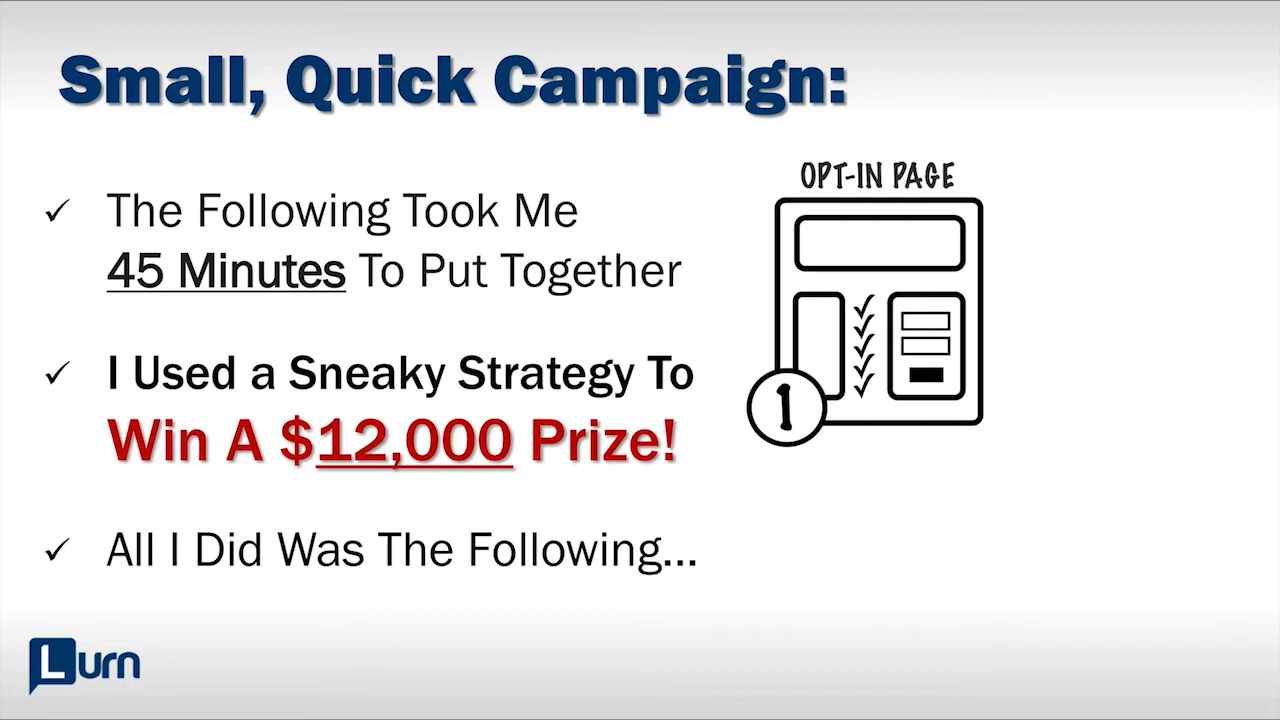 Small, Quick Campaign:
The Following Took Me
45 Minutes To Put Together
I Used a Sneaky Strategy To
Win A $12,000 Prize!
All I Did Was The Following...
OPT-IN PAGE
1
Lurn